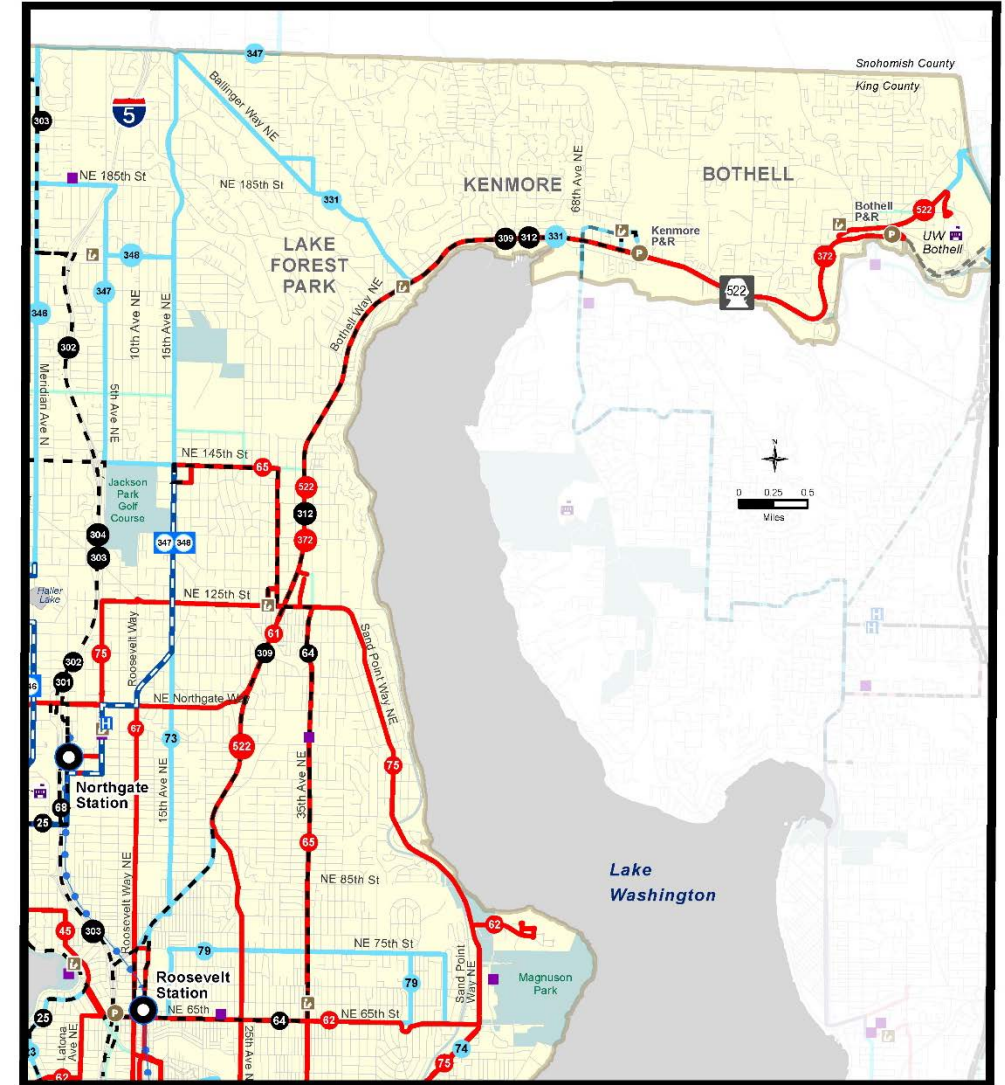 347
Snohomish County
King County
Ballinger Way NE
5
303
NE 185th St
NE 185th St
331
KENMORE
68th Ave NE
BOTHELL
522
Bothell
P&R
UW
Bothell
LAKE
FOREST
PARK
309
312
331
Kenmore
P&R
372
348
347
346
10th Ave NE
15th Ave NE
522
302
Meridian Ave N
5th Ave NE
Bothell Way NE
N
0 0.25 0.5
Miles
NE 145th St
65
Jackson
Park
Golf
Course
522
312
304
303
347
348
372
Haller
Lake
NE 125th St
Roosevelt Way
61
309
64
Sand Point Way NE
302
301
75
NE Northgate W
67
73
522
75
Northgate
Station
15th Ave NE
35th Ave NE
68
25
65
Lake
Washington
Roosevelt Way NE
NE 85th St
45
303
79
NE 75th St
62
79
Sand Point
Way NE
Magnuson
Park
Roosevelt
Station
NE 65th
64
62
NE 65th St
25
Latona
Ave NE
25th Ave N
74
75
62